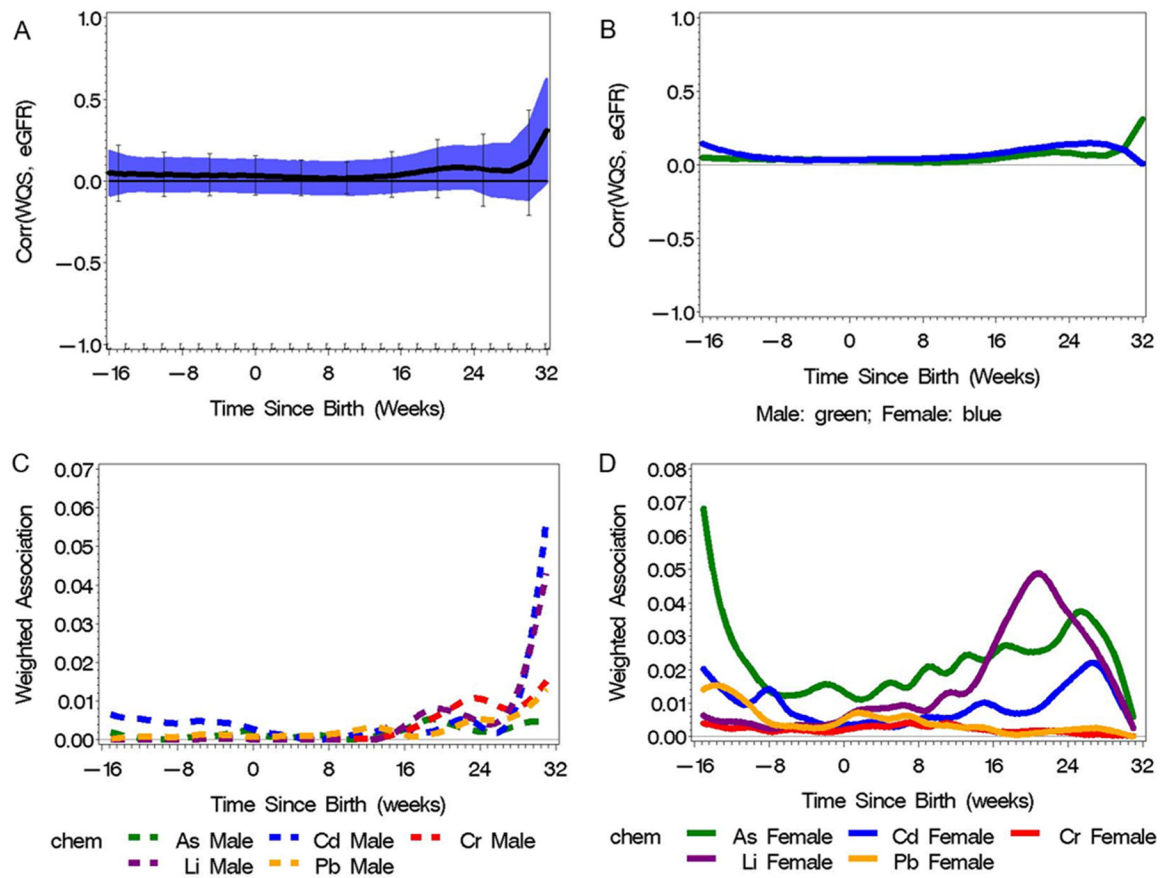 A
1.0
0.5
0.0
−0.5
−1.0
Corr(WQS, eGFR)
−16 −8 0 8 16 24 32
Time Since Birth (Weeks)
B
1.0
0.5
0.0
−0.5
−1.0
Corr(WQS, eGFR)
−16 −8 0 8 16 24 32
Time Since Birth (Weeks)
Male: green; Female: blue
C
0.07
0.06
0.05
0.04
0.03
0.02
0.01
0.00
Weighted Association
−16 −8 0 8 16 24 32
Time Since Birth (weeks)
chem As Male Cd Male Cr Male
Li Male Pb Male
D
0.08
0.07
0.06
0.05
0.04
0.03
0.02
0.01
0.00
Weighted Association
−16 −8 0 8 16 24 32
Time Since Birth (weeks)
chem As Female Cd Female Cr Female
Li Female Pb Female